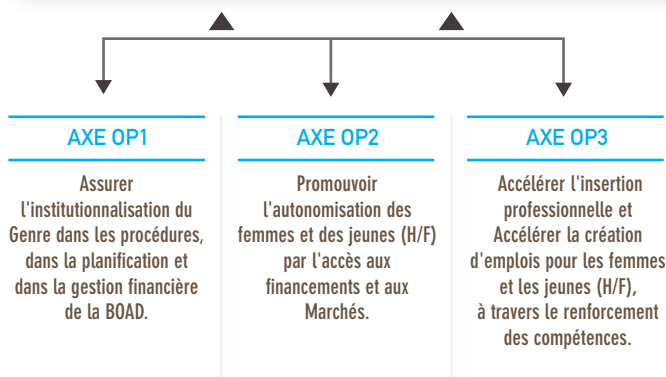 AXE OP1
Assurer
l'institutionnalisation du
Genre dans les procédures,
dans la planification et
dans la gestion financière
de la BOAD.
AXE OP2
Promouvoir
l'autonomisation des
femmes et des jeunes (H/F)
par l'accès aux
financements et aux
Marchés.
AXE OP3
Accélérer l'insertion
professionnelle et
Accélérer la création
d'emplois pour les femmes
et les jeunes (H/F),
à travers le renforcement
des compétences.